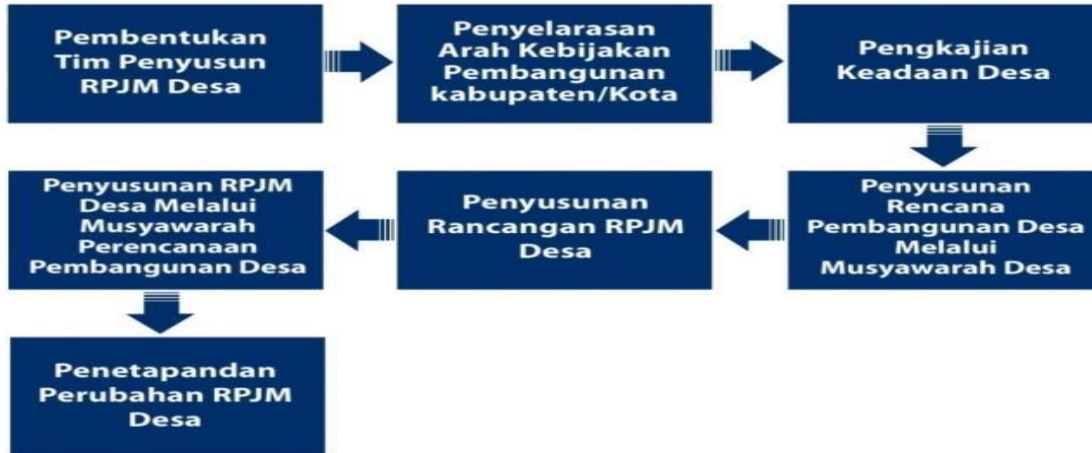 Pembentukan
Tim Penyusun
RPJM Desa
Penyelarasan
Arah Kebijakan
Pembangunan
kabupaten/Kota
Pengkajian
Keadaan Desa
Penyusunan
Rencana
Pembangunan Desa
Melalui
Musyawarah Desa
Penyusunan
Rancangan RPJM
Desa
Penyusunan RPJM
Desa Melalui
Musyawarah
Perencanaan
Pembangunan Desa
Penetapandan
Perubahan RPJM
Desa